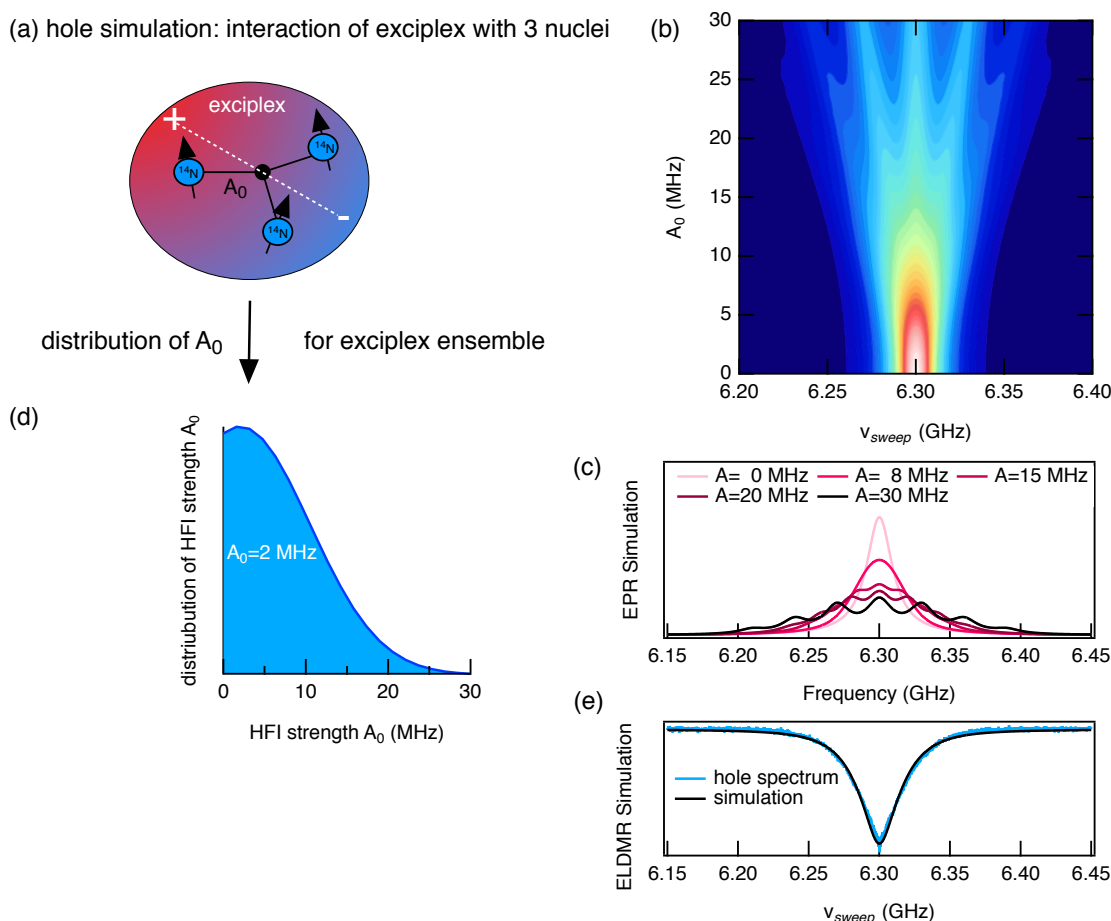 (a) hole simulation: interaction of exciplex with 3 nuclei
exciplex
+
14N
14N
A0
-
14N
distribution of A0
for exciplex ensemble
(b)
30
25
20
15
10
5
0
A0 (MHz)
6.20 6.25 6.30 6.35 6.40
vsweep (GHz)
(c)
A= 0 MHz A= 8 MHz A=15 MHz
A=20 MHz A=30 MHz
EPR Simulation
6.15 6.20 6.25 6.30 6.35 6.40 6.45
Frequency (GHz)
(d)
distriubution of HFI strength A0
A0=2 MHz
0 10 20 30
HFI strength A0 (MHz)
(e)
hole spectrum
simulation
ELDMR Simulation
6.15 6.20 6.25 6.30 6.35 6.40 6.45
vsweep (GHz)